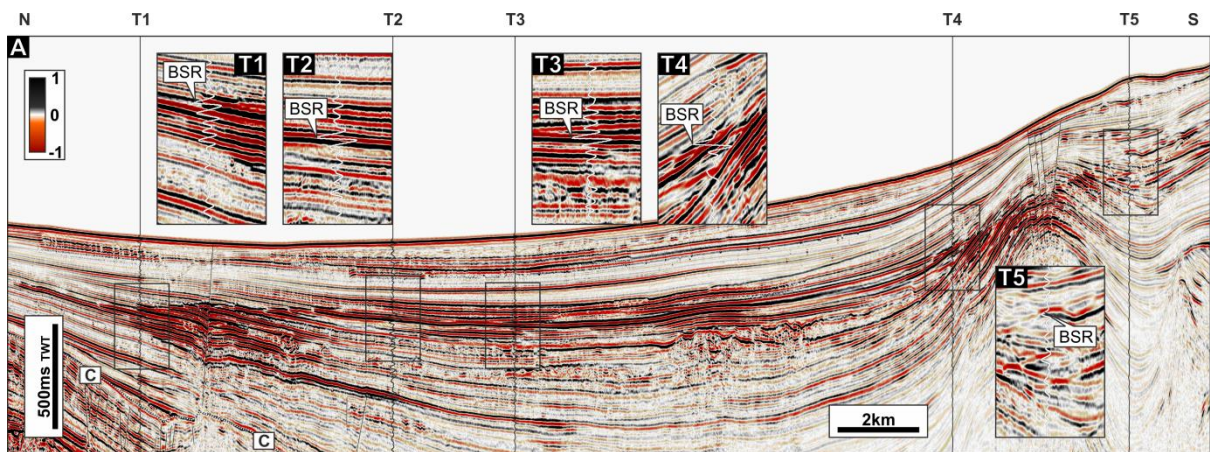 N T1 T2 T3 T4 T5 S
A
1
0
-1
BSR T1
T2
BSR
T3
BSR
T4
BSR
T5
BSR
C
C
500ms TWT
2km